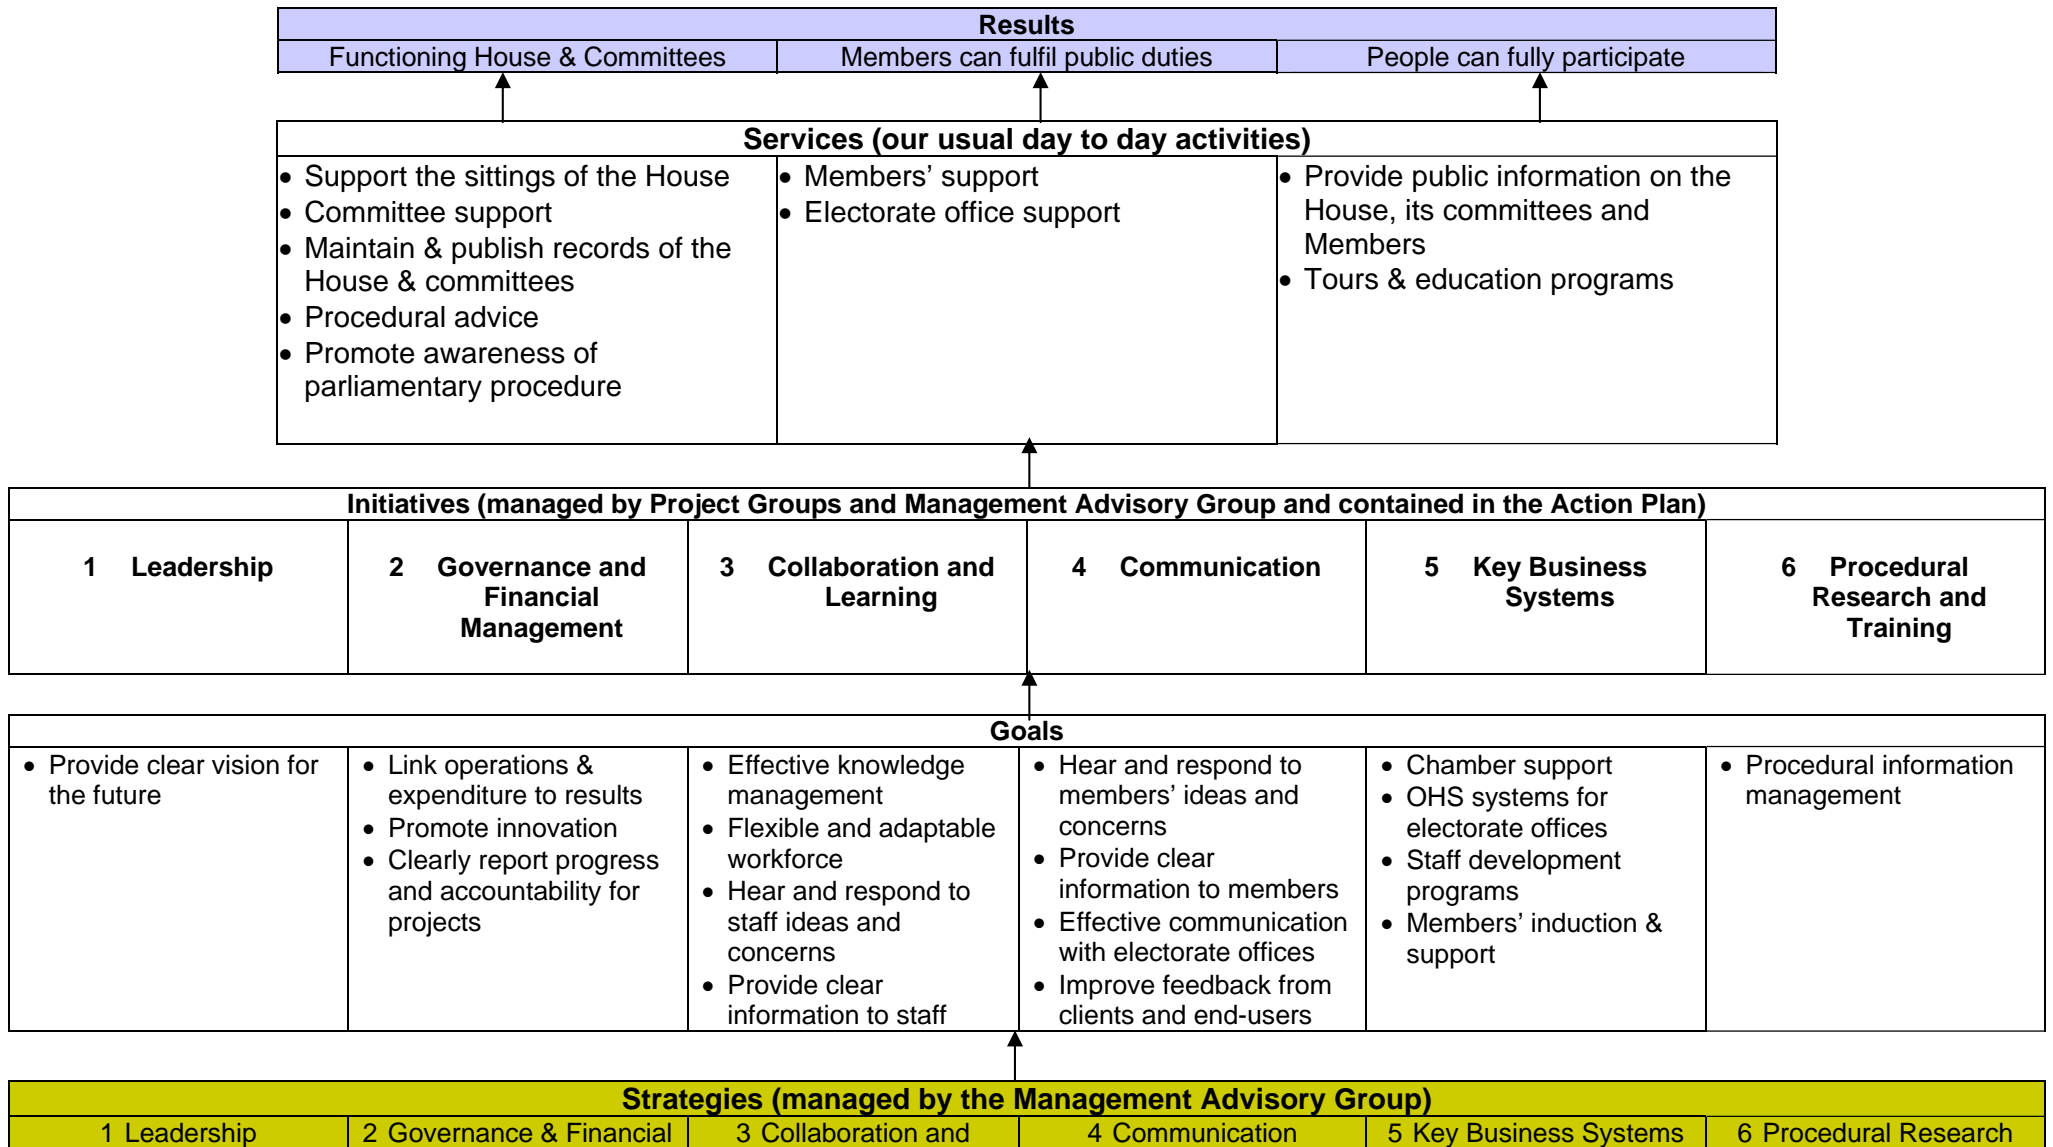 Results
Functioning House & Committees
Members can fulfil public duties
People can fully participate
Services (our usual day to day activities)
• Support the sittings of the House
• Committee support
• Maintain & publish records of the
House & committees
• Procedural advice
• Promote awareness of
parliamentary procedure
• Members’ support
• Electorate office support
• Provide public information on the
House, its committees and
Members
• Tours & education programs
Initiatives (managed by Project Groups and Management Advisory Group and contained in the Action Plan)
1 Leadership
2 Governance and
Financial
Management
3 Collaboration and
Learning
4 Communication
5 Key Business
Systems
6 Procedural
Research and
Training
Goals
• Provide clear vision for
the future
• Link operations &
expenditure to results
• Promote innovation
• Clearly report progress
and accountability for
projects
• Effective knowledge
management
• Flexible and adaptable
workforce
• Hear and respond to
staff ideas and
concerns
• Provide clear
information to staff
• Hear and respond to
members’ ideas and
concerns
• Provide clear
information to members
• Effective communication
with electorate offices
• Improve feedback from
clients and end-users
• Chamber support
• OHS systems for
electorate offices
• Staff development
programs
• Members’ induction &
support
• Procedural information
management
Strategies (managed by the Management Advisory Group)
1 Leadership
2 Governance & Financial
3 Collaboration and
4 Communication
5 Key Business Systems
6 Procedural Research